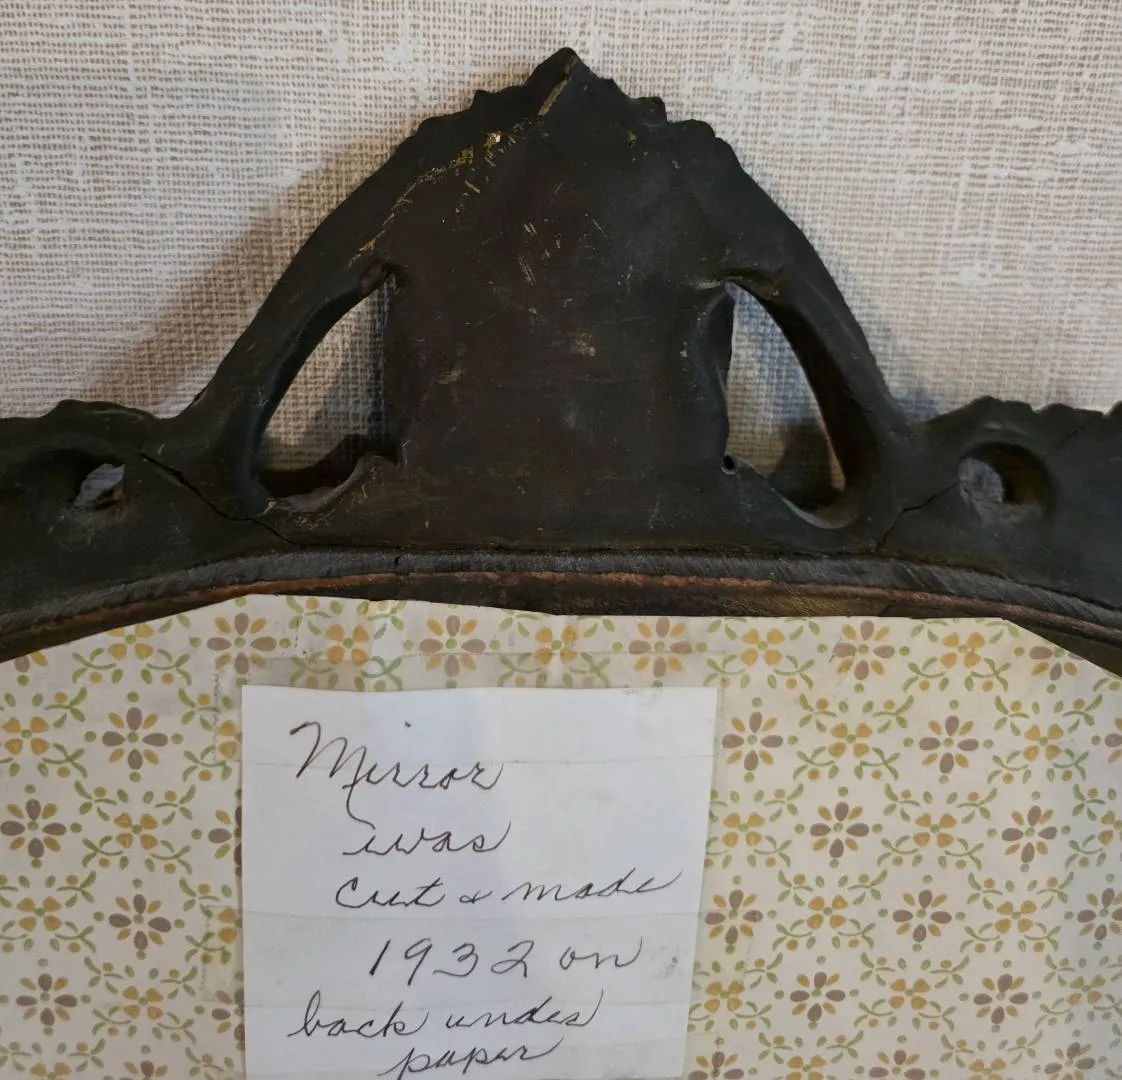 Mirror
was
cut & made
1932 on
back under
paper